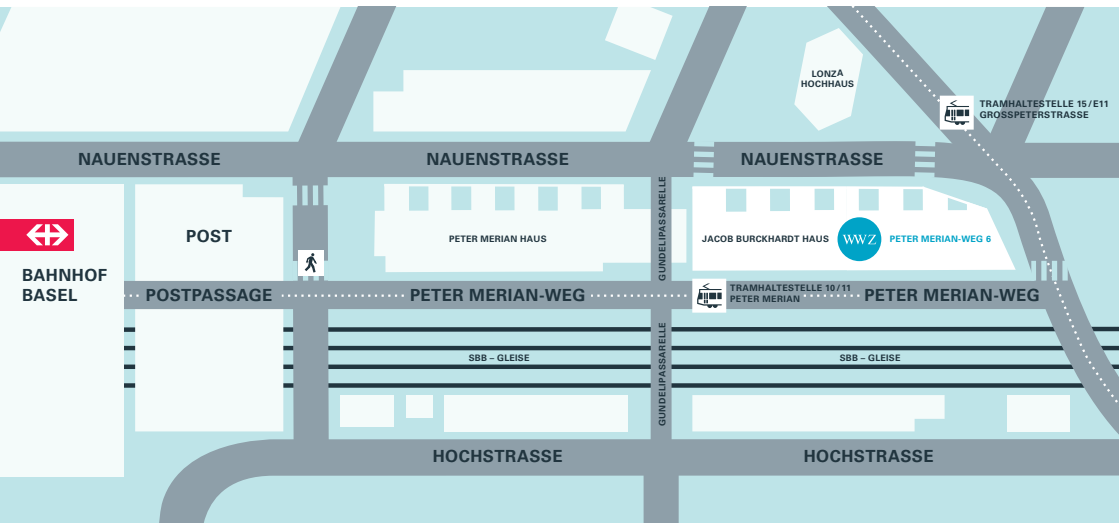 LONZA
HOCHHAUS
TRAMHALTESTELLE 15/E11
GROSSPETERSTRASSE
NAUENSTRASSE
NAUENSTRASSE
NAUENSTRASSE
GUNDELIPASSARELLE
POST
PETER MERIAN HAUS
JACOB BURCKHARDT HAUS
WWZ
PETER MERIAN-WEG 6
BAHNHOF
BASEL
POSTPASSAGE
PETER MERIAN-WEG
TRAMHALTESTELLE 10/11
PETER MERIAN
PETER MERIAN-WEG
GUNDELIPASSARELLE
SBB – GLEISE
SBB – GLEISE
HOCHSTRASSE
HOCHSTRASSE